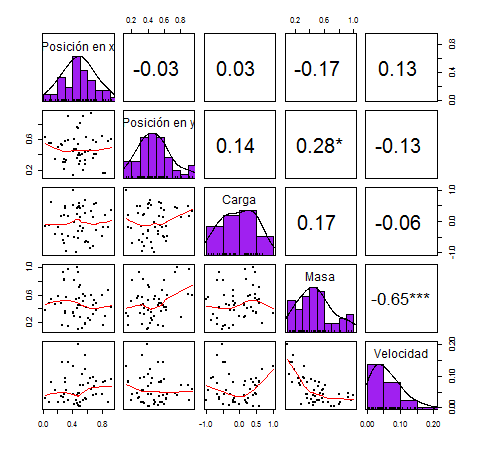 0.2 0.4 0.6 0.8 0.2 0.6 1.0
Posición en x
-0.03 0.03 -0.17 0.13
0.0 0.4 0.8
0.2 0.6
Posición en y
0.14 0.28* -0.13
Carga
0.17 -0.06
-1.0 0.0 1.0
0.2 0.6 1.0
Masa
-0.65***
Velocidad
0.00 0.10 0.20
0.0 0.4 0.8 -1.0 0.0 0.5 1.0 0.00 0.10 0.20